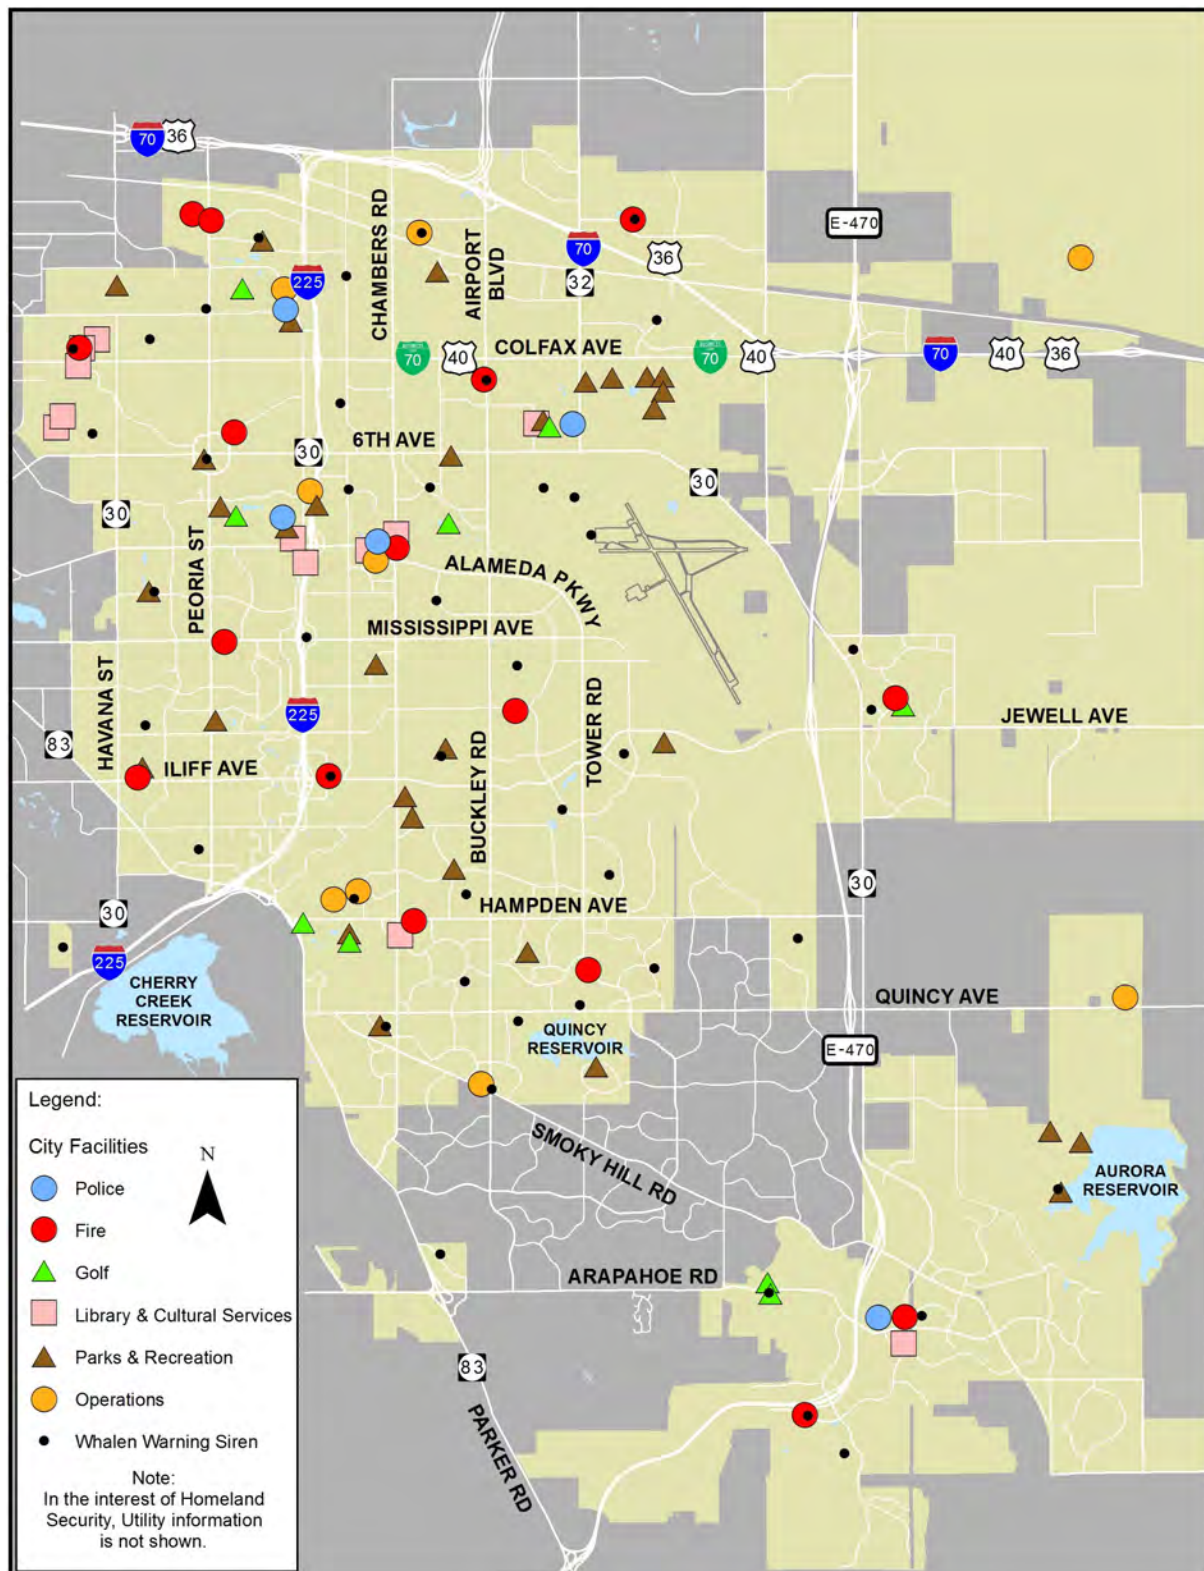 70
36
CHAMBERS RD
AIRPORT
BLVD
E-470
70
36
32
225
70
40
COLFAX AVE
70
40
70
40
36
6TH AVE
30
30
30
PEORIA ST
ALAMEDA PKWY
MISSISSIPPI AVE
HAVANA ST
225
TOWER RD
JEWELL AVE
83
ILIFF AVE
BUCKLEY RD
30
HAMPDEN AVE
30
225
CHERRY
CREEK
RESERVOIR
QUINCY AVE
QUINCY
RESERVOIR
E-470
SMOKY HILL RD
AURORA
RESERVOIR
ARAPAHOE RD
83
PARKER RD
Legend:
City Facilities
N
Police
Fire
Golf
Library & Cultural Services
Parks & Recreation
Operations
Whalen Warning Siren
Note:
In the interest of Homeland
Security, Utility information
is not shown.